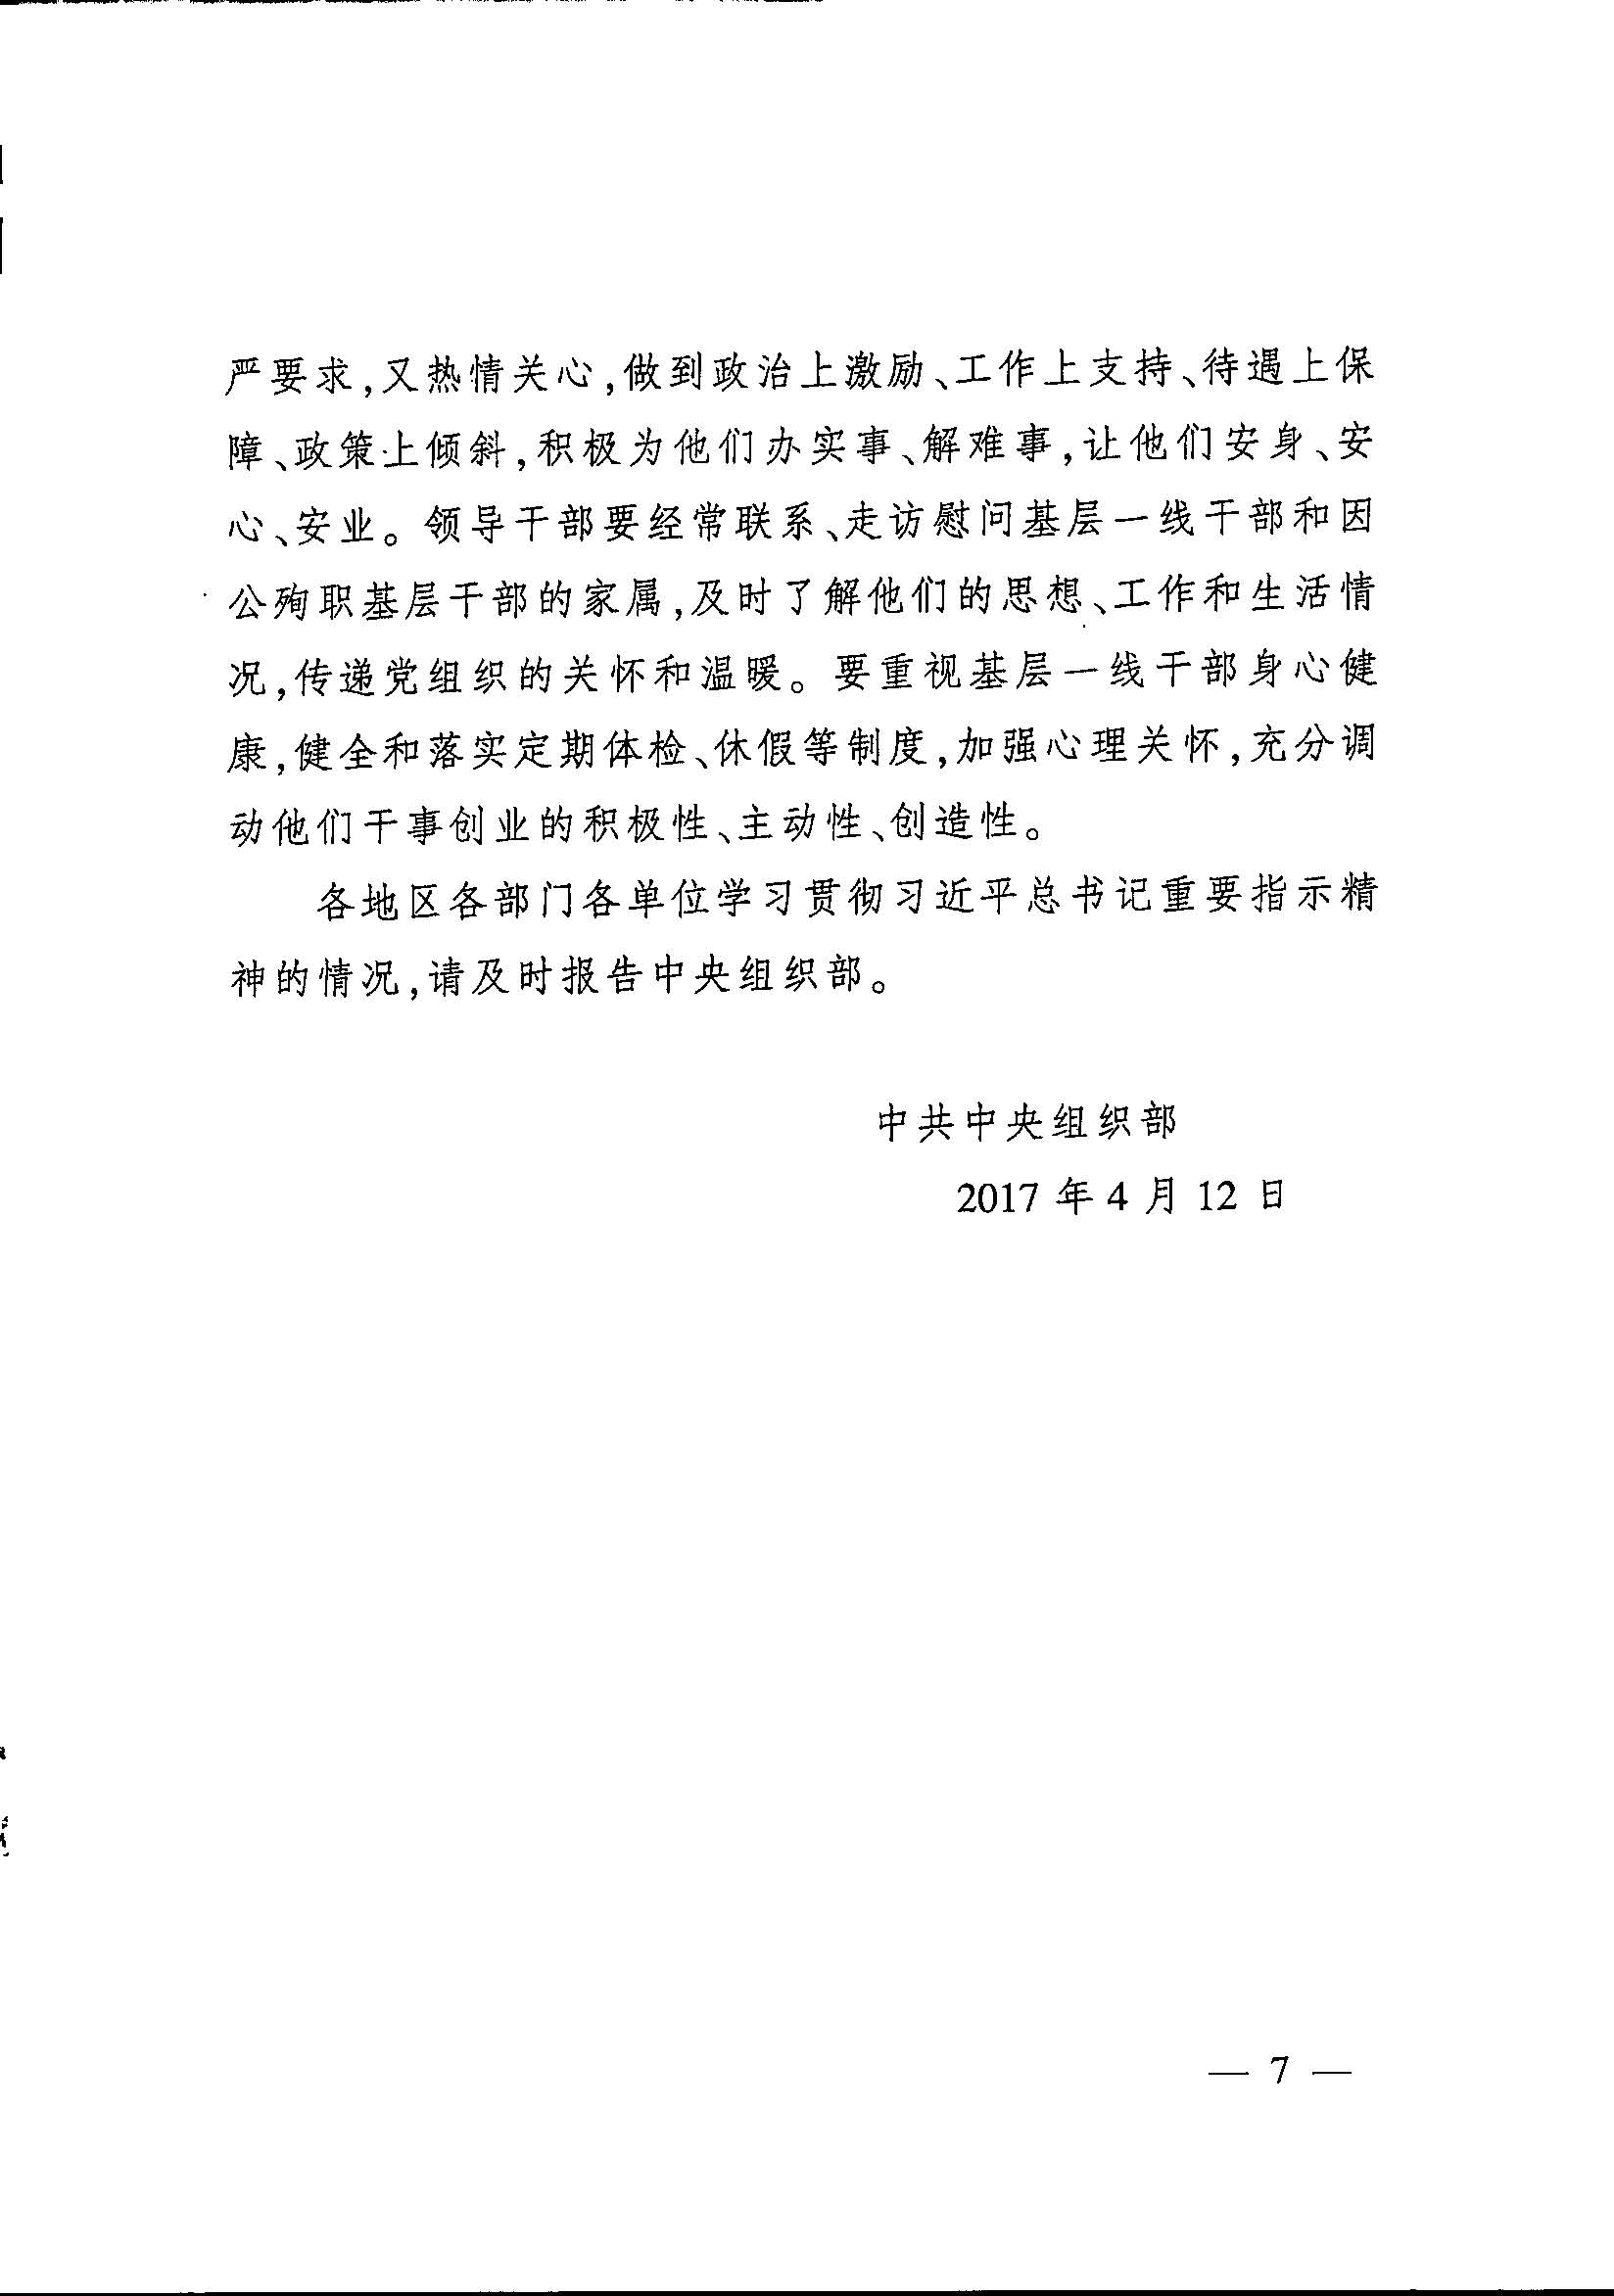 严要求,又热情关心,做到政治上激励、工作上支持、待遇上保
障、政策上倾斜,积极为他们办实事、解难事,让他们安身、安
心、安业。领导干部要经常联系、走访慰问基层一线干部和因
公殉职基层干部的家属,及时了解他们的思想、工作和生活情
况,传递党组织的关怀和温暖。要重视基层一线干部身心健
康,健全和落实定期体检、休假等制度,加强心理关怀,充分调
动他们干事创业的积极性、主动性、创造性。
各地区各部门各单位学习贯彻习近平总书记重要指示精
神的情况,请及时报告中央组织部。
中共中央组织部
2017 年 4 月 12 日
— 7 —